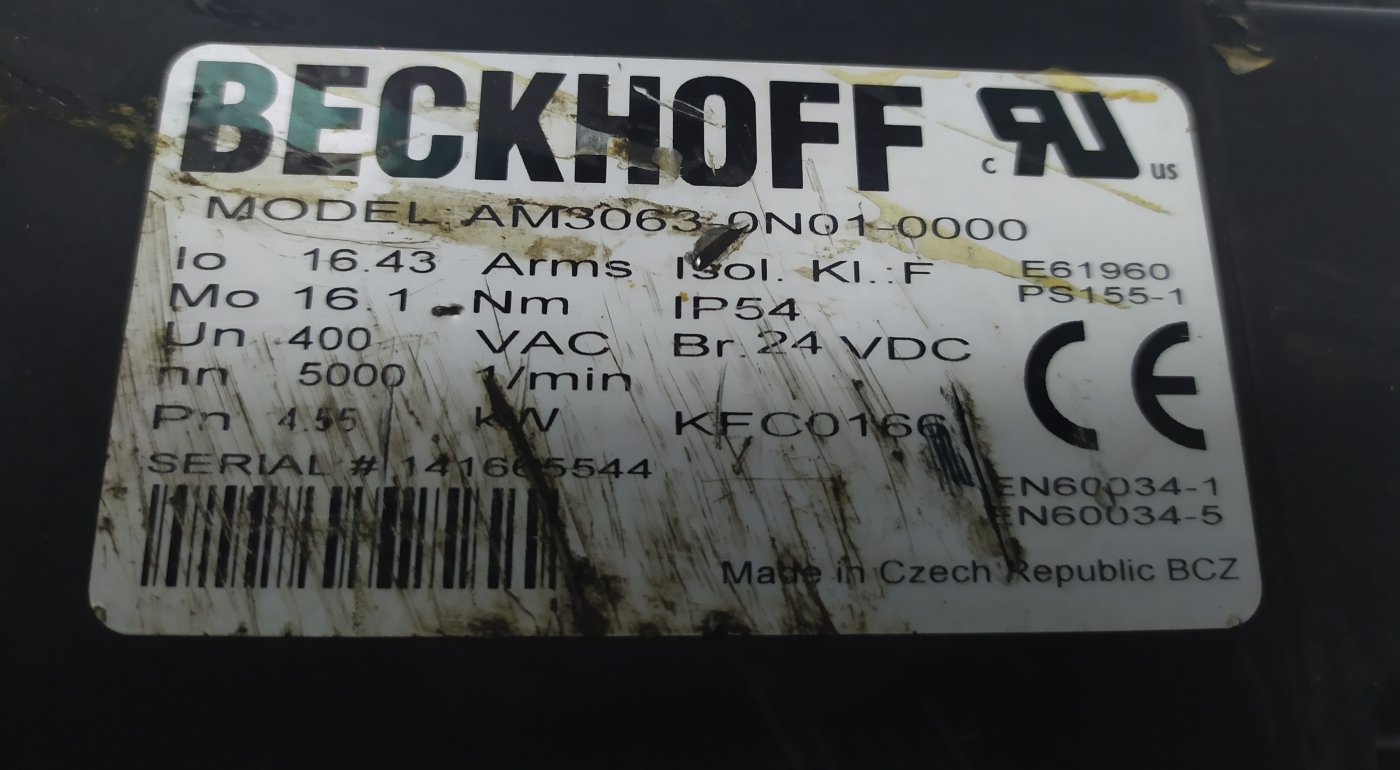 BECKHOFF
c RU us
MODEL: AM3063-0N01-0000
Io 16.43 Arms Isol. Kl.: F E61960
Mo 16.1 Nm IP54 PS155-1
Un 400 VAC Br. 24 VDC CE
nn 5000 1/min
Pn 4.55 kW KFC0166
SERIAL # 141665544
EN60034-1
EN60034-5
Made in Czech Republic BCZ